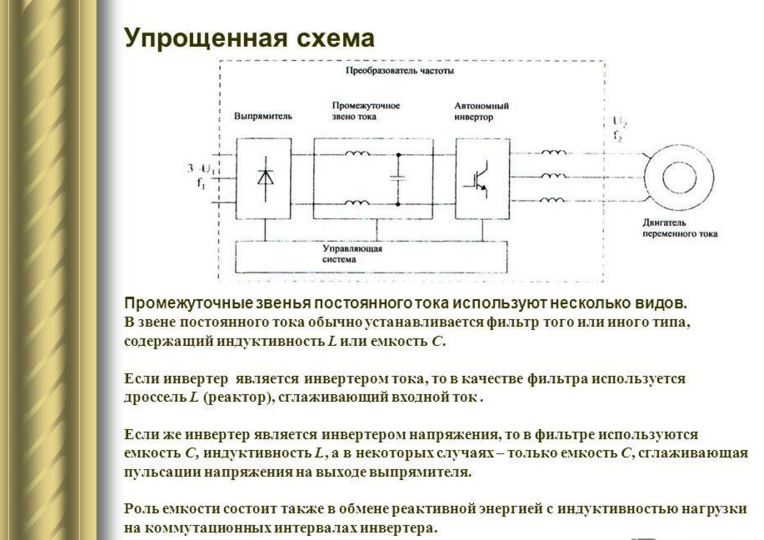 Упрощенная схема
Преобразователь частоты
Выпрямитель
Промежуточное
звено тока
Автономный
инвертор
3 ~U1
f1
U2
f2
Двигатель
переменного тока
Управляющая
система
Промежуточные звенья постоянного тока используют несколько видов.
В звене постоянного тока обычно устанавливается фильтр того или иного типа,
содержащий индуктивность L или емкость С.
Если инвертер является инвертером тока, то в качестве фильтра используется
дроссель L (реактор), сглаживающий входной ток .
Если же инвертер является инвертором напряжения, то в фильтре используются
емкость С, индуктивность L, а в некоторых случаях – только емкость С, сглаживающая
пульсации напряжения на выходе выпрямителя.
Роль емкости состоит также в обмене реактивной энергией с индуктивностью нагрузки
на коммутационных интервалах инвертера.